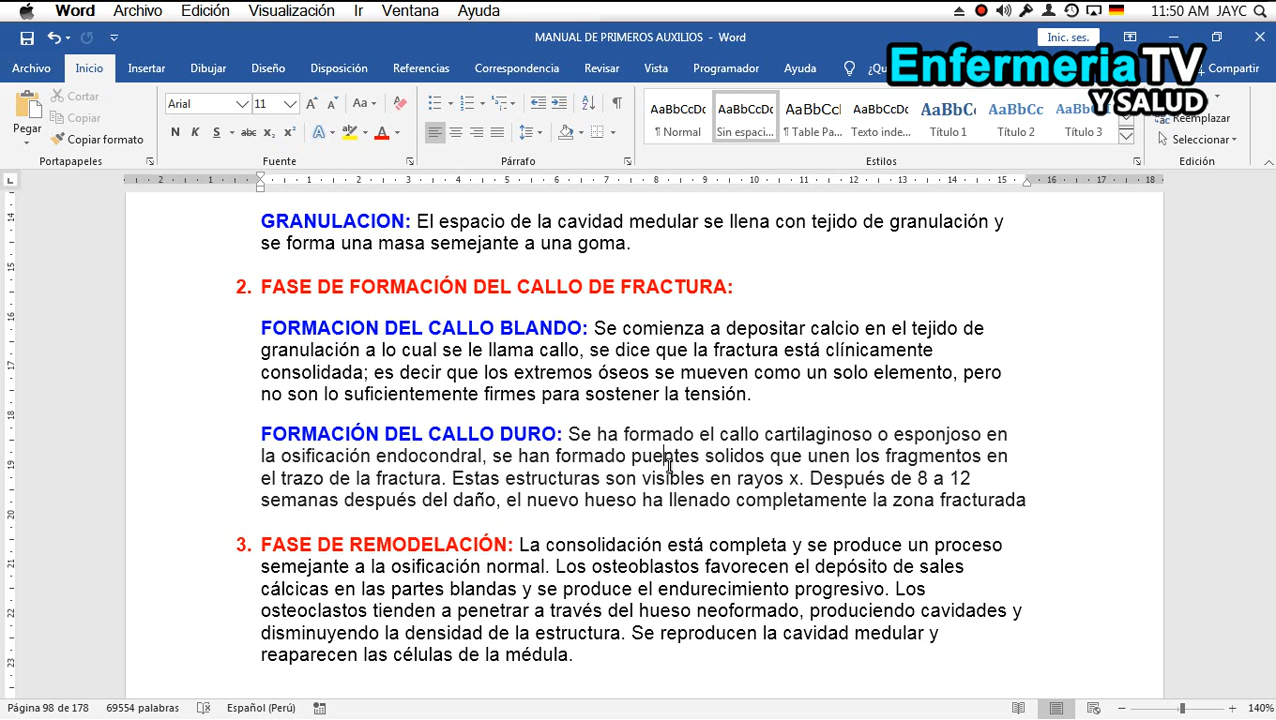 Word Archivo Edición Visualización Ir Ventana Ayuda 11:50 AM JAYC
MANUAL DE PRIMEROS AUXILIOS - Word Inic. ses.
EnfermeriaTV
Y SALUD
Archivo Inicio Insertar Dibujar Diseño Disposición Referencias Correspondencia Revisar Vista Programador Ayuda ¿Qu Compartir
Pegar
Cortar
Copiar
Copiar formato
Portapapeles
Arial 11
N K S abc x₂ x²
Fuente
Párrafo
AaBbCcDc AaBbCcDc AaBbCcI AaBbCcDc AaBbCc AaBbCc AaBbCcD
¶ Normal Sin espaci... ¶ Table Pa... Texto inde... Título 1 Título 2 Título 3
Estilos
Reemplazar
Seleccionar
Edición
GRANULACION: El espacio de la cavidad medular se llena con tejido de granulación y
se forma una masa semejante a una goma.
2. FASE DE FORMACIÓN DEL CALLO DE FRACTURA:
FORMACION DEL CALLO BLANDO: Se comienza a depositar calcio en el tejido de
granulación a lo cual se le llama callo, se dice que la fractura está clínicamente
consolidada; es decir que los extremos óseos se mueven como un solo elemento, pero
no son lo suficientemente firmes para sostener la tensión.
FORMACIÓN DEL CALLO DURO: Se ha formado el callo cartilaginoso o esponjoso en
la osificación endocondral, se han formado puentes solidos que unen los fragmentos en
el trazo de la fractura. Estas estructuras son visibles en rayos x. Después de 8 a 12
semanas después del daño, el nuevo hueso ha llenado completamente la zona fracturada
3. FASE DE REMODELACIÓN: La consolidación está completa y se produce un proceso
semejante a la osificación normal. Los osteoblastos favorecen el depósito de sales
cálcicas en las partes blandas y se produce el endurecimiento progresivo. Los
osteoclastos tienden a penetrar a través del hueso neoformado, produciendo cavidades y
disminuyendo la densidad de la estructura. Se reproducen la cavidad medular y
reaparecen las células de la médula.
Página 98 de 178 69554 palabras Español (Perú) 140%